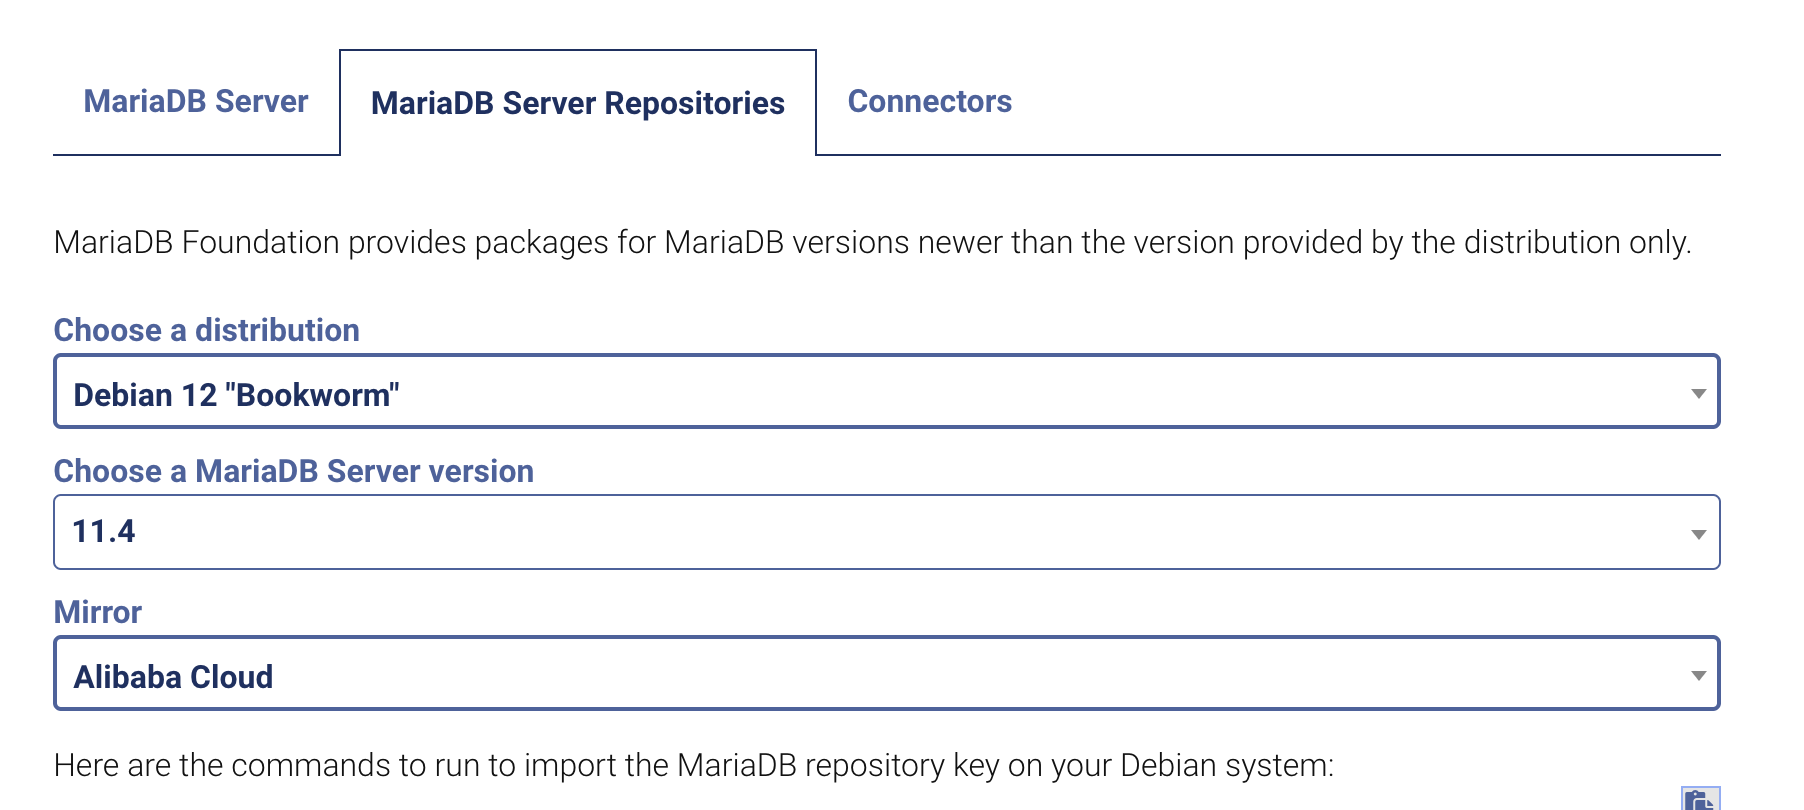 MariaDB Server
MariaDB Server Repositories
Connectors
MariaDB Foundation provides packages for MariaDB versions newer than the version provided by the distribution only.
Choose a distribution
Debian 12 "Bookworm"
Choose a MariaDB Server version
11.4
Mirror
Alibaba Cloud
Here are the commands to run to import the MariaDB repository key on your Debian system: